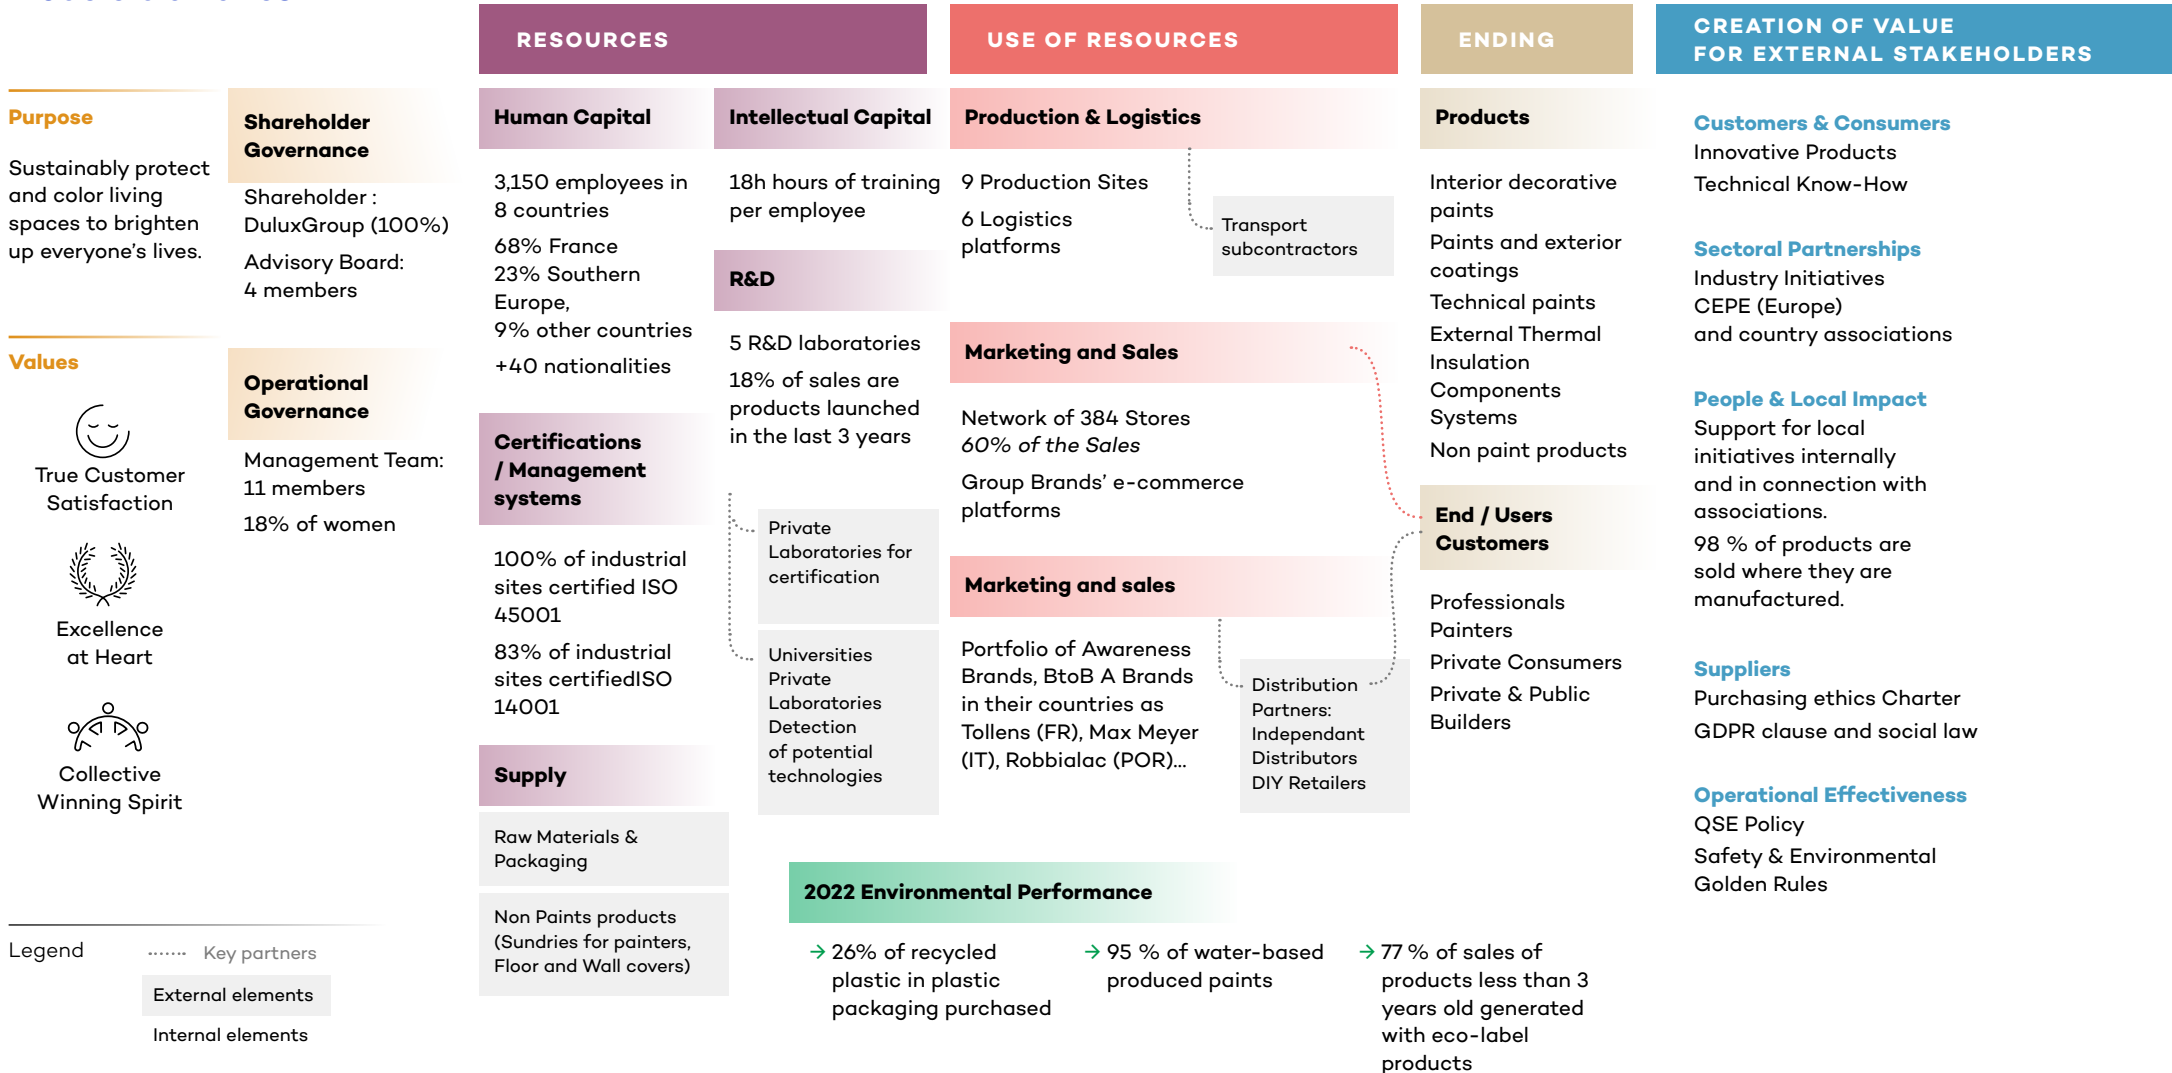 RESOURCES
USE OF RESOURCES
ENDING
CREATION OF VALUE
FOR EXTERNAL STAKEHOLDERS
Purpose
Sustainably protect
and color living
spaces to brighten
up everyone's lives.
Values
True Customer
Satisfaction
Excellence
at Heart
Collective
Winning Spirit
Shareholder
Governance
Shareholder :
DuluxGroup (100%)
Advisory Board:
4 members
Operational
Governance
Management Team:
11 members
18% of women
Human Capital
3,150 employees in
8 countries
68% France
23% Southern
Europe,
9% other countries
+40 nationalities
Certifications
/ Management
systems
100% of industrial
sites certified ISO
45001
83% of industrial
sites certifiedISO
14001
Supply
Raw Materials &
Packaging
Non Paints products
(Sundries for painters,
Floor and Wall covers)
Intellectual Capital
18h hours of training
per employee
R&D
5 R&D laboratories
18% of sales are
products launched
in the last 3 years
Private
Laboratories for
certification
Universities
Private
Laboratories
Detection
of potential
technologies
Production & Logistics
9 Production Sites
6 Logistics
platforms
Transport
subcontractors
Marketing and Sales
Network of 384 Stores
60% of the Sales
Group Brands' e-commerce
platforms
Marketing and sales
Portfolio of Awareness
Brands, BtoB A Brands
in their countries as
Tollens (FR), Max Meyer
(IT), Robbialac (POR)...
Distribution
Partners:
Independant
Distributors
DIY Retailers
Products
Interior decorative
paints
Paints and exterior
coatings
Technical paints
External Thermal
Insulation
Components
Systems
Non paint products
End / Users
Customers
Professionals
Painters
Private Consumers
Private & Public
Builders
Customers & Consumers
Innovative Products
Technical Know-How
Sectoral Partnerships
Industry Initiatives
CEPE (Europe)
and country associations
People & Local Impact
Support for local
initiatives internally
and in connection with
associations.
98 % of products are
sold where they are
manufactured.
Suppliers
Purchasing ethics Charter
GDPR clause and social law
Operational Effectiveness
QSE Policy
Safety & Environmental
Golden Rules
2022 Environmental Performance
→ 26% of recycled
plastic in plastic
packaging purchased
→ 95 % of water-based
produced paints
→ 77 % of sales of
products less than 3
years old generated
with eco-label
products
Legend
Key partners
External elements
Internal elements